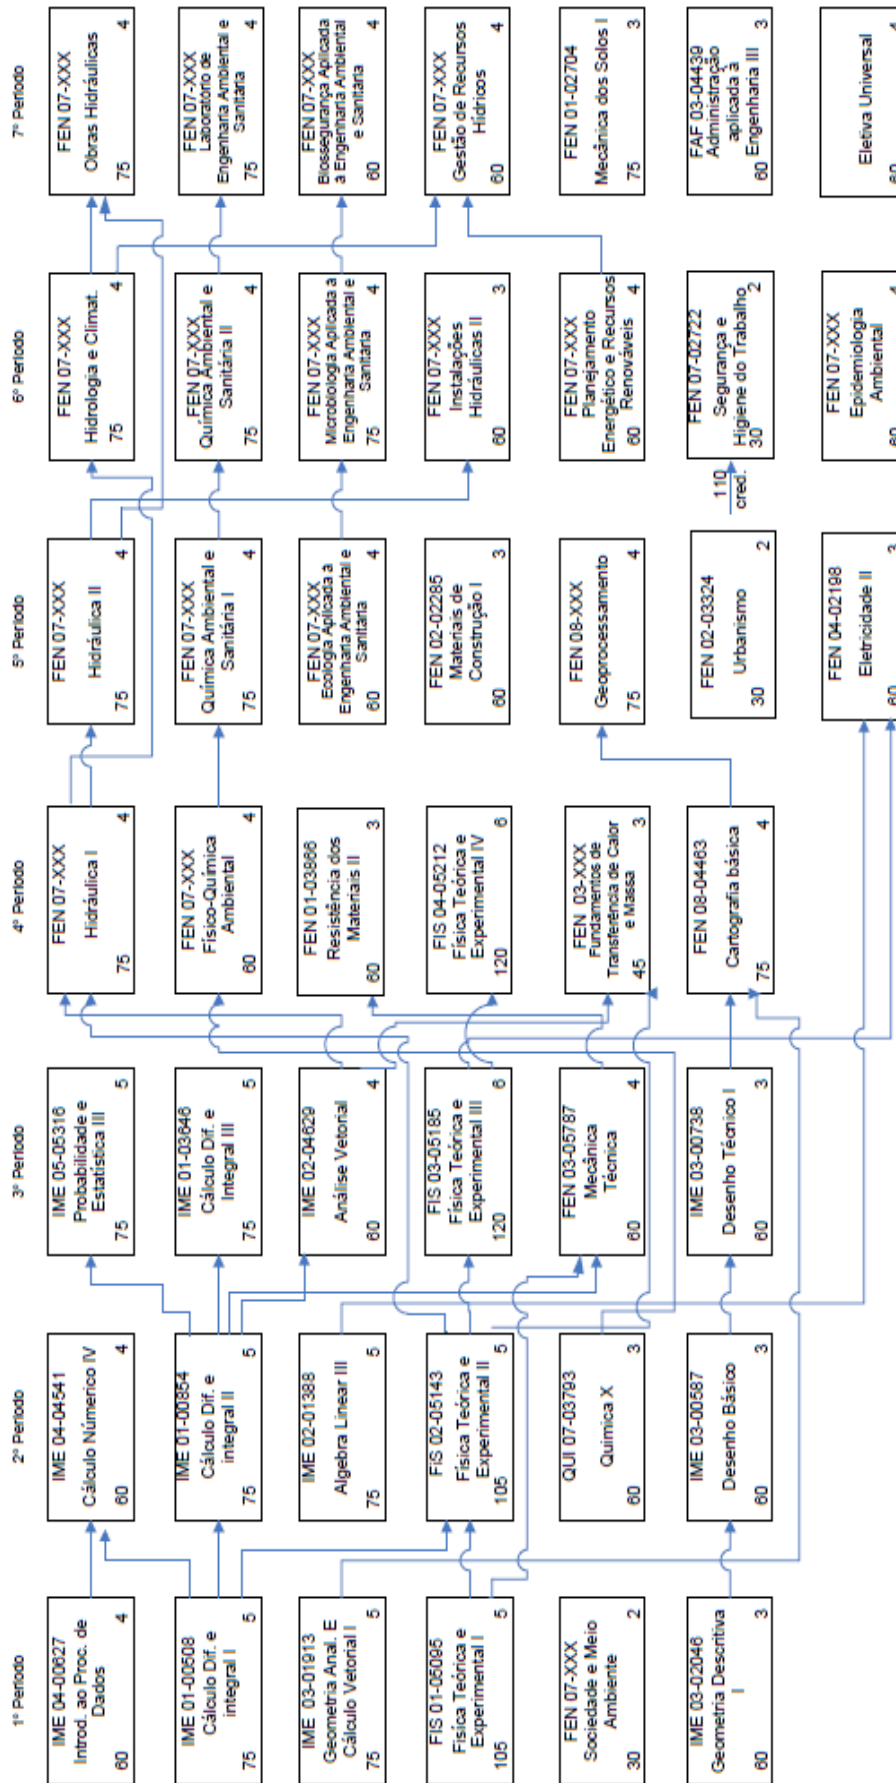 1º Período
IME 04-00627
Introd. ao Proc. de
Dados
60 4
IME 01-00508
Cálculo Dif. e
integral I
75 5
IME 03-01913
Geometria Anal. E
Cálculo Vetorial I
75 5
FIS 01-05095
Física Teórica e
Experimental I
105 5
FEN 07-XXX
Sociedade e Meio
Ambiente
30 2
IME 03-02046
Geometria Descritiva
I
60 3
2º Período
IME 04-04541
Cálculo Númerico IV
60 4
IME 01-00854
Cálculo Dif. e
integral II
75 5
IME 02-01388
Algebra Linear III
75 5
FIS 02-05143
Física Teórica e
Experimental II
105 5
QUI 07-03793
Quimica X
60 3
IME 03-00587
Desenho Básico
60 3
3º Período
IME 05-05316
Probabilidade e
Estatística III
75 5
IME 01-03646
Cálculo Dif. e
Integral III
75 5
IME 02-04629
Análise Vetorial
60 4
FIS 03-05185
Física Teórica e
Experimental III
120 6
FEN 03-05787
Mecânica
Técnica
60 4
IME 03-00738
Desenho Técnico I
60 3
4º Período
FEN 07-XXX
Hidráulica I
75 4
FEN 07-XXX
Físico-Química
Ambiental
60 4
FEN 01-03866
Resistência dos
Materiais II
60 3
FIS 04-05212
Física Teórica e
Experimental IV
120 6
FEN 03-XXX
Fundamentos de
Transferência de Calor
e Massa
45 3
FEN 08-04463
Cartografia básica
75 4
5º Período
FEN 07-XXX
Hidráulica II
75 4
FEN 07-XXX
Química Ambiental e
Sanitária I
75 4
FEN 07-XXX
Ecologia Aplicada à
Engenharia Ambiental e
Sanitária
60 4
FEN 02-02285
Materiais de
Construção I
60 3
FEN 08-XXX
Geoprocessamento
75 4
FEN 02-03324
Urbanismo
30 2
FEN 04-02198
Eletricidade II
60 3
6º Período
FEN 07-XXX
Hidrologia e Climat.
75 4
FEN 07-XXX
Química Ambiental e
Sanitária II
75 4
FEN 07-XXX
Microbiologia Aplicada à
Engenharia Ambiental e
Sanitária
75 4
FEN 07-XXX
Instalações
Hidráulicas II
60 3
FEN 07-XXX
Planejamento
Energético e Recursos
Renováveis
60 4
110
cred.
FEN 07-02722
Segurança e
Higiene do Trabalho
30 2
FEN 07-XXX
Epidemiologia
Ambiental
60 4
7º Período
FEN 07-XXX
Obras Hidráulicas
75 4
FEN 07-XXX
Laboratório de
Engenharia Ambiental e
Sanitária
75 4
FEN 07-XXX
Biossegurança Aplicada
à Engenharia Ambiental
e Sanitária
60 4
FEN 07-XXX
Gestão de Recursos
Hídricos
60 4
FEN 01-02704
Mecânica dos Solos I
75 3
FAF 03-04439
Administração
aplicada à
Engenharia III
60 3
Eletiva Universal
60 4